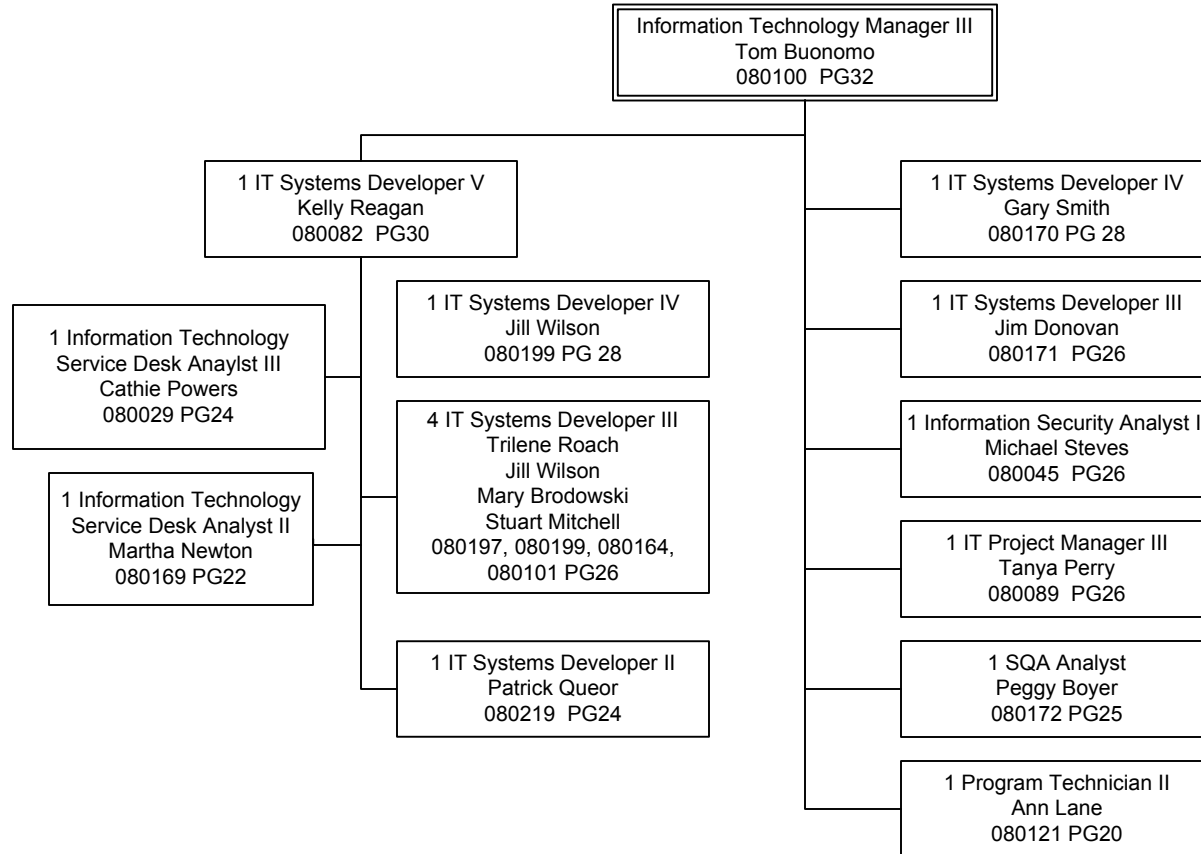 Information Technology Manager III
Tom Buonomo
080100 PG32
1 IT Systems Developer V
Kelly Reagan
080082 PG30
1 Information Technology
Service Desk Anaylst III
Cathie Powers
080029 PG24
1 Information Technology
Service Desk Analyst II
Martha Newton
080169 PG22
1 IT Systems Developer IV
Jill Wilson
080199 PG 28
4 IT Systems Developer III
Trilene Roach
Jill Wilson
Mary Brodowski
Stuart Mitchell
080197, 080199, 080164,
080101 PG26
1 IT Systems Developer II
Patrick Queor
080219 PG24
1 IT Systems Developer IV
Gary Smith
080170 PG 28
1 IT Systems Developer III
Jim Donovan
080171 PG26
1 Information Security Analyst I
Michael Steves
080045 PG26
1 IT Project Manager III
Tanya Perry
080089 PG26
1 SQA Analyst
Peggy Boyer
080172 PG25
1 Program Technician II
Ann Lane
080121 PG20